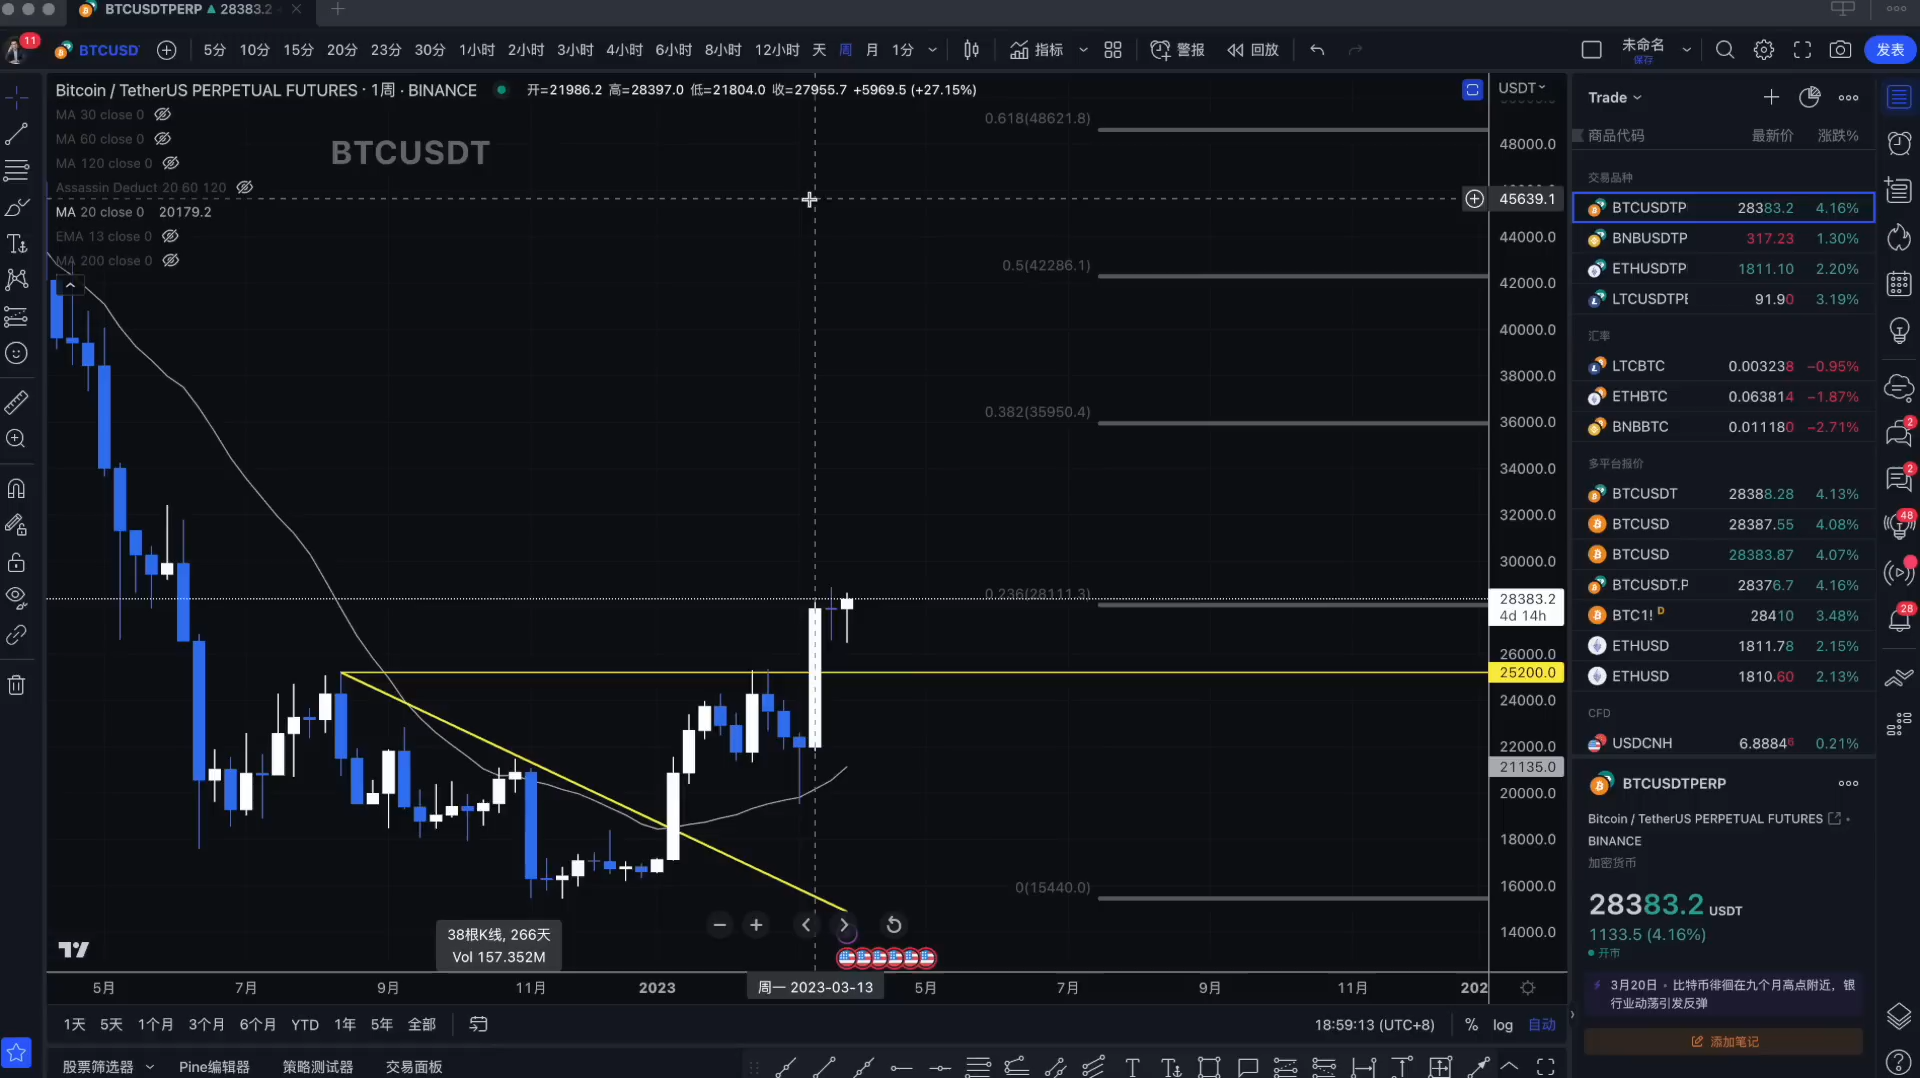 BTCUSDTPERP ▲ 28383.2
11
BTCUSD
5分 10分 15分 20分 23分 30分 1小时 2小时 3小时 4小时 6小时 8小时 12小时 天 周 月 1分
指标
警报
回放
未命名
保存
发表
Bitcoin / TetherUS PERPETUAL FUTURES · 1周 · BINANCE
开=21986.2 高=28397.0 低=21804.0 收=27955.7 +5969.5 (+27.15%)
MA 30 close 0
MA 60 close 0
MA 120 close 0
Assassin Deduct 20 60 120
MA 20 close 0 20179.2
EMA 13 close 0
MA 200 close 0
BTCUSDT
0.618(48621.8)
0.5(42286.1)
0.382(35950.4)
0.236(28111.3)
0(15440.0)
USDT
48000.0
45639.1
44000.0
42000.0
40000.0
38000.0
36000.0
34000.0
32000.0
30000.0
28383.2
4d 14h
26000.0
25200.0
24000.0
22000.0
21135.0
20000.0
18000.0
16000.0
14000.0
38根K线, 266天
Vol 157.352M
5月 7月 9月 11月 2023 周一 2023-03-13 5月 7月 9月 11月 202
1天 5天 1个月 3个月 6个月 YTD 1年 5年 全部
18:59:13 (UTC+8) % log 自动
股票筛选器 Pine编辑器 策略测试器 交易面板
Trade
商品代码 最新价 涨跌%
交易品种
BTCUSDTP 28383.2 4.16%
BNBUSDTP 317.23 1.30%
ETHUSDTP 1811.10 2.20%
LTCUSDTPE 91.90 3.19%
汇率
LTCBTC 0.003238 −0.95%
ETHBTC 0.063814 −1.87%
BNBBTC 0.011180 −2.71%
多平台报价
BTCUSDT 28388.28 4.13%
BTCUSD 28387.55 4.08%
BTCUSD 28383.87 4.07%
BTCUSDT.P 28376.7 4.16%
BTC1! D 28410 3.48%
ETHUSD 1811.78 2.15%
ETHUSD 1810.60 2.13%
CFD
USDCNH 6.88846 0.21%
BTCUSDTPERP
Bitcoin / TetherUS PERPETUAL FUTURES
BINANCE
加密货币
28383.2 USDT
1133.5 (4.16%)
开市
3月20日 · 比特币徘徊在九个月高点附近，银
行业动荡引发反弹
添加笔记
2
2
48
28